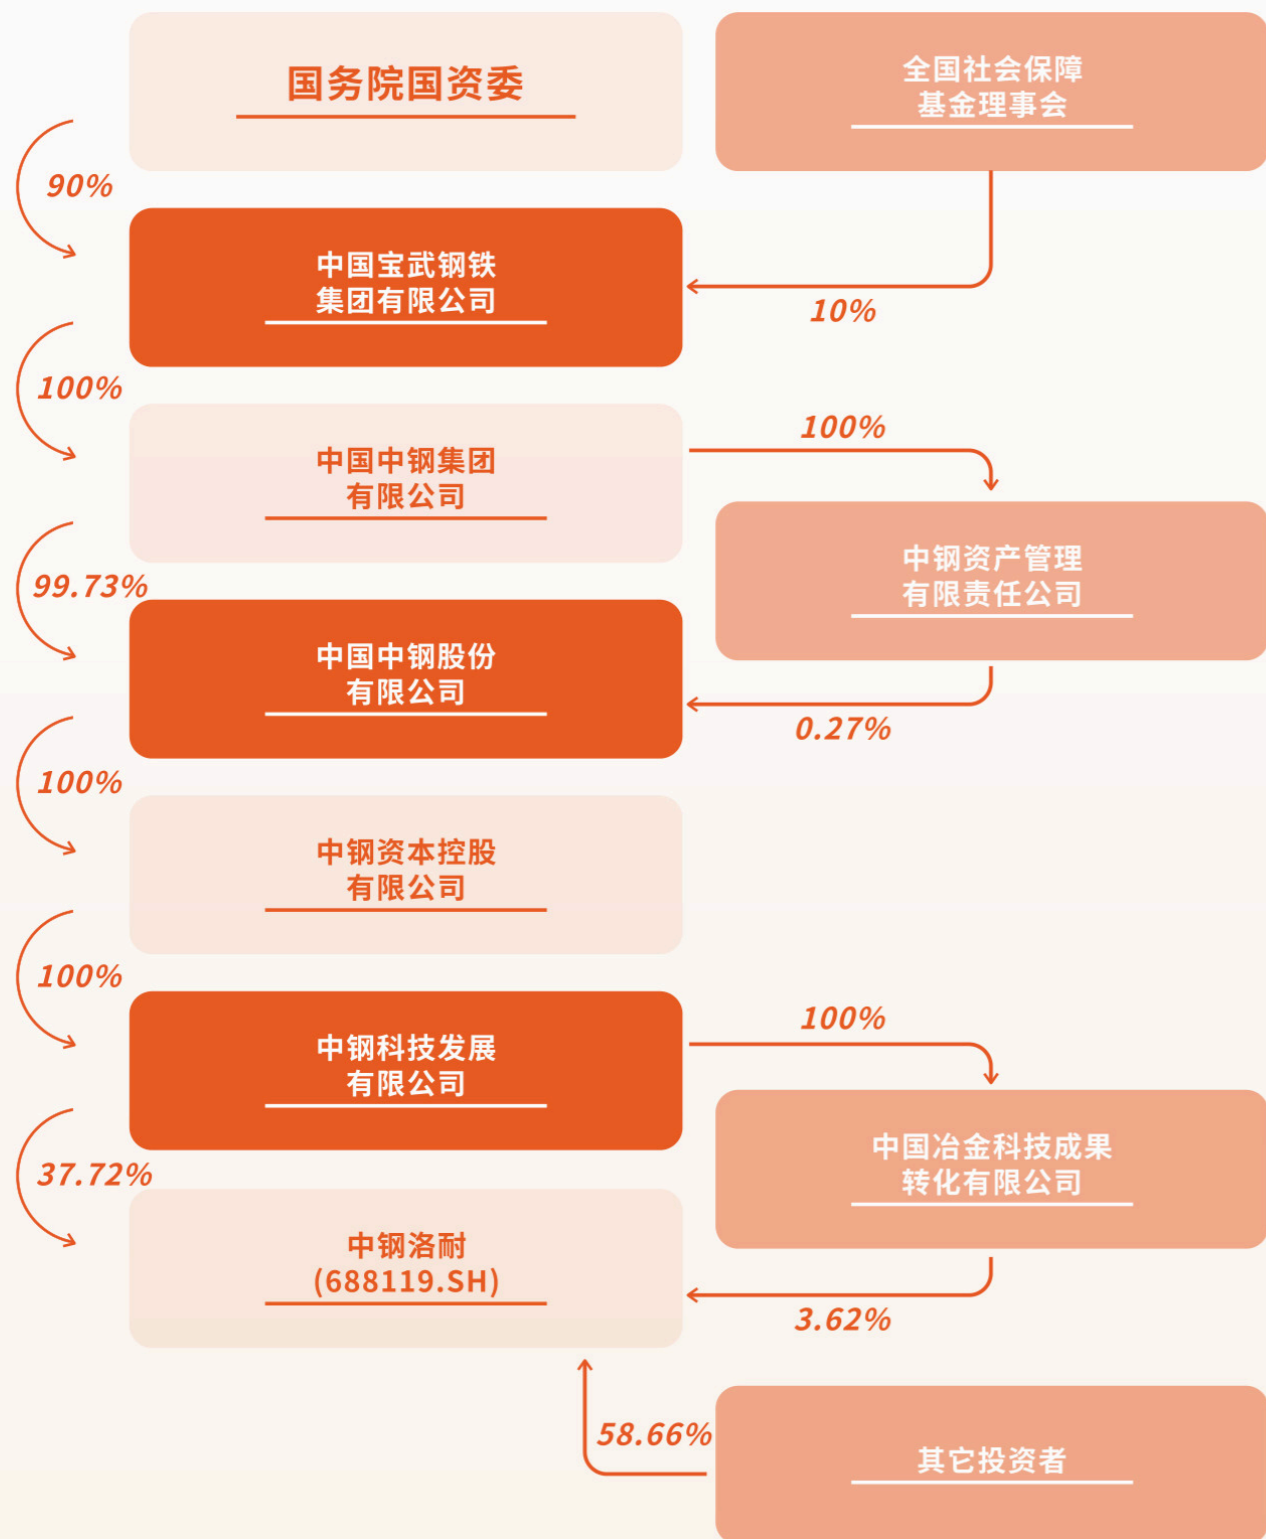 国务院国资委
全国社会保障
基金理事会
90%
中国宝武钢铁
集团有限公司
10%
100%
中国中钢集团
有限公司
100%
中钢资产管理
有限责任公司
99.73%
中国中钢股份
有限公司
0.27%
100%
中钢资本控股
有限公司
100%
中钢科技发展
有限公司
100%
中国冶金科技成果
转化有限公司
37.72%
中钢洛耐
(688119.SH)
3.62%
58.66%
其它投资者